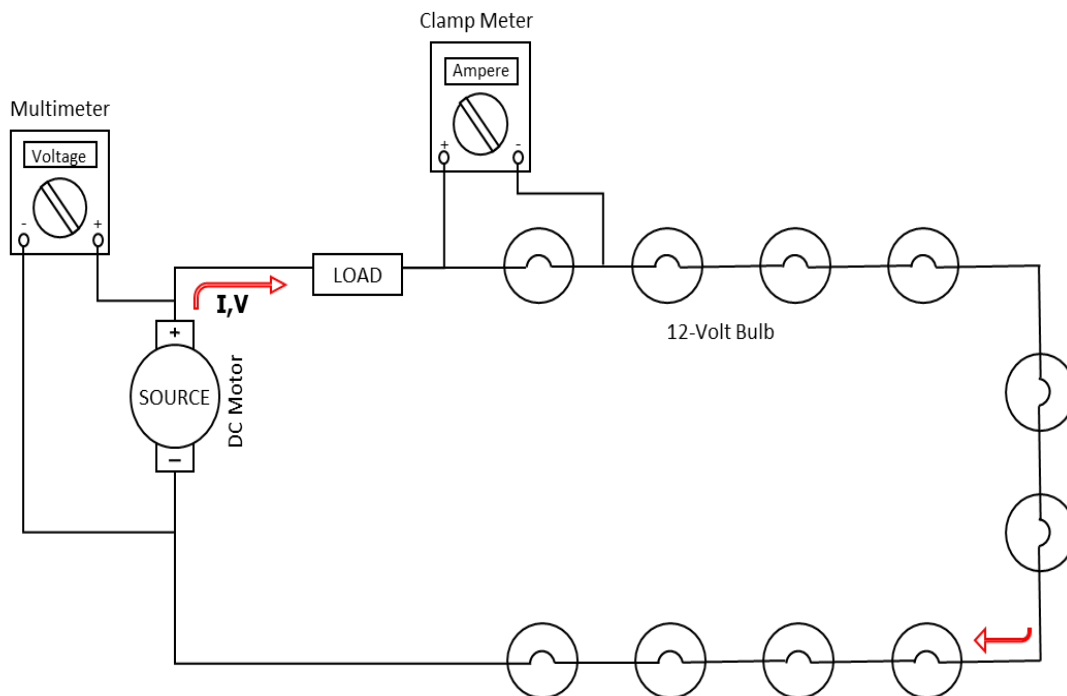 Clamp Meter
Ampere
+ -
Multimeter
Voltage
- +
LOAD
I,V
12-Volt Bulb
+
SOURCE
DC Motor
−